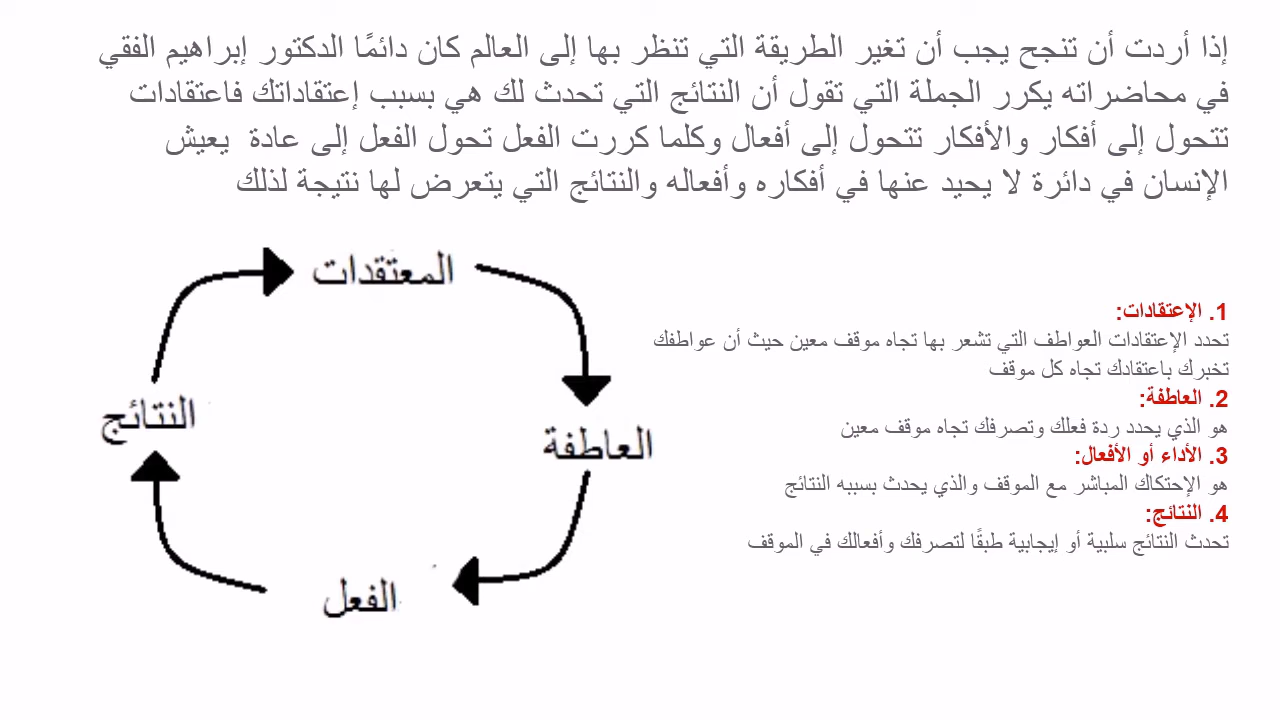 إذا أردت أن تنجح يجب أن تغير الطريقة التي تنظر بها إلى العالم كان دائمًا الدكتور إبراهيم الفقي
في محاضراته يكرر الجملة التي تقول أن النتائج التي تحدث لك هي بسبب إعتقاداتك فاعتقادات
تتحول إلى أفكار والأفكار تتحول إلى أفعال وكلما كررت الفعل تحول الفعل إلى عادة يعيش
الإنسان في دائرة لا يحيد عنها في أفكاره وأفعاله والنتائج التي يتعرض لها نتيجة لذلك
المعتقدات
العاطفة
الفعل
النتائج
1. الإعتقادات:
تحدد الإعتقادات العواطف التي تشعر بها تجاه موقف معين حيث أن عواطفك
تخبرك باعتقادك تجاه كل موقف
2. العاطفة:
هو الذي يحدد ردة فعلك وتصرفك تجاه موقف معين
3. الأداء أو الأفعال:
هو الإحتكاك المباشر مع الموقف والذي يحدث بسببه النتائج
4. النتائج:
تحدث النتائج سلبية أو إيجابية طبقًا لتصرفك وأفعالك في الموقف